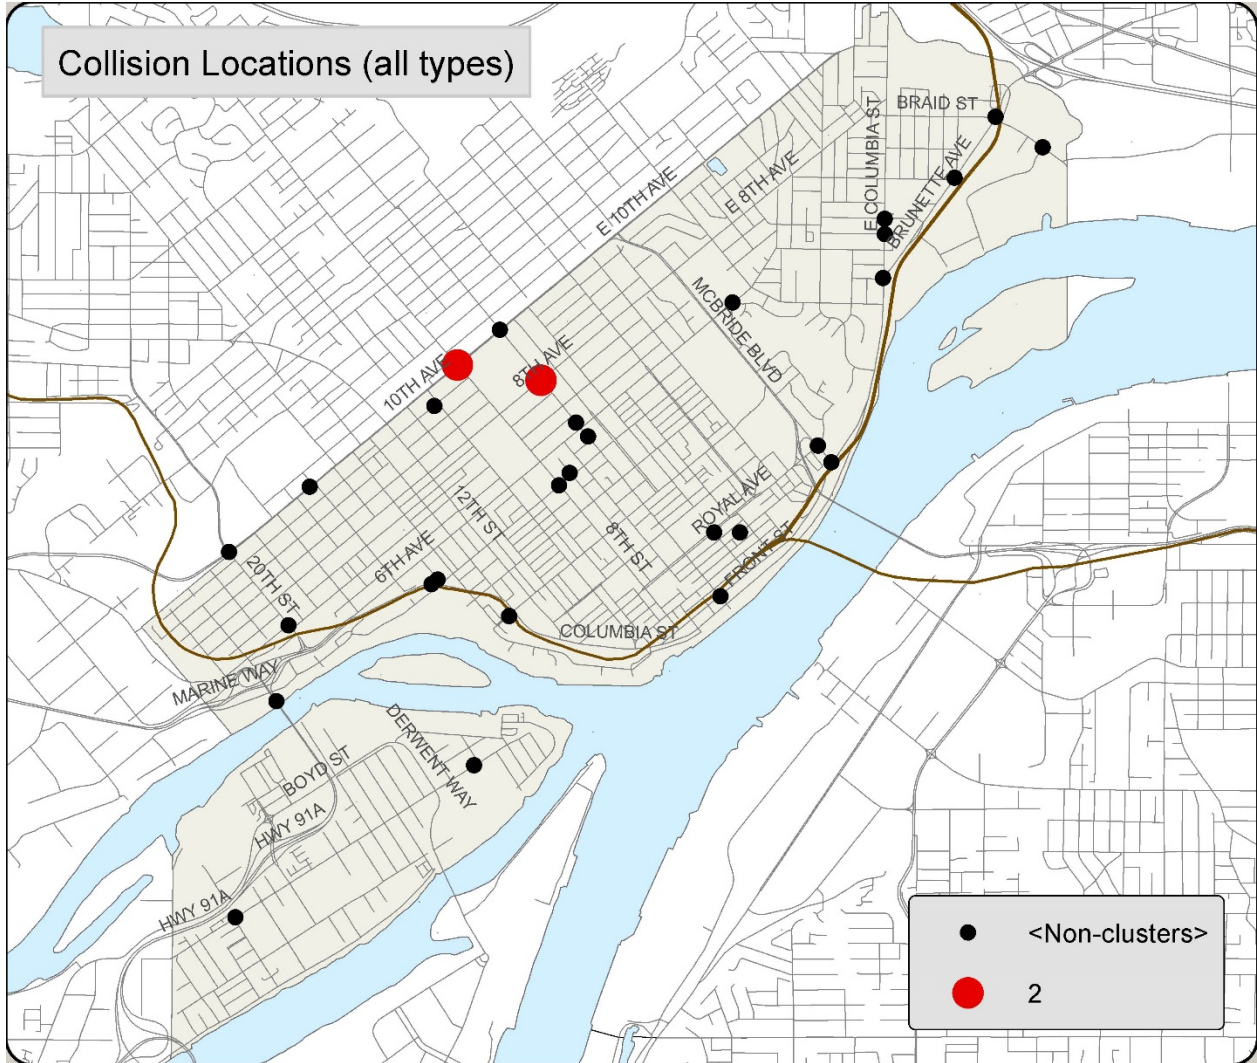 Collision Locations (all types)
BRAID ST
E COLUMBIA ST
BRUNETTE AVE
E 8TH AVE
E 10TH AVE
MCBRIDE BLVD
10TH AVE
8TH AVE
12TH ST
8TH ST
ROYAL AVE
FRONT ST
6TH AVE
20TH ST
COLUMBIA ST
MARINE WAY
DERWENT WAY
BOYD ST
HWY 91A
HWY 91A
<Non-clusters>
2